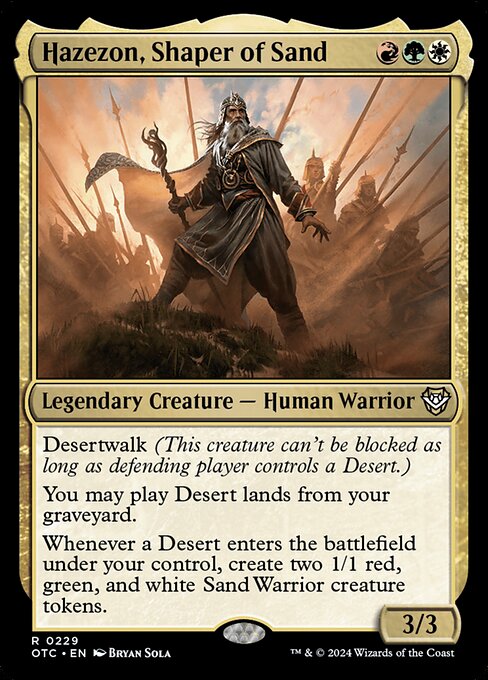 Hazezon, Shaper of Sand
Legendary Creature — Human Warrior
Desertwalk (This creature can't be blocked as
long as defending player controls a Desert.)
You may play Desert lands from your
graveyard.
Whenever a Desert enters the battlefield
under your control, create two 1/1 red,
green, and white Sand Warrior creature
tokens.
3/3
R 0229
OTC • EN Bryan Sola
™ & © 2024 Wizards of the Coast